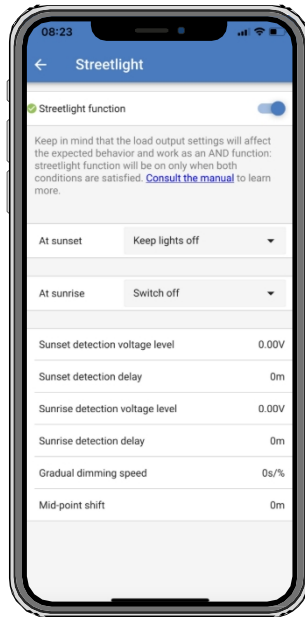 08:23
Streetlight
Streetlight function
Keep in mind that the load output settings will affect
the expected behavior and work as an AND function:
streetlight function will be on only when both
conditions are satisfied. Consult the manual to learn
more.
At sunset Keep lights off
At sunrise Switch off
Sunset detection voltage level 0.00V
Sunset detection delay 0m
Sunrise detection voltage level 0.00V
Sunrise detection delay 0m
Gradual dimming speed 0s/%
Mid-point shift 0m